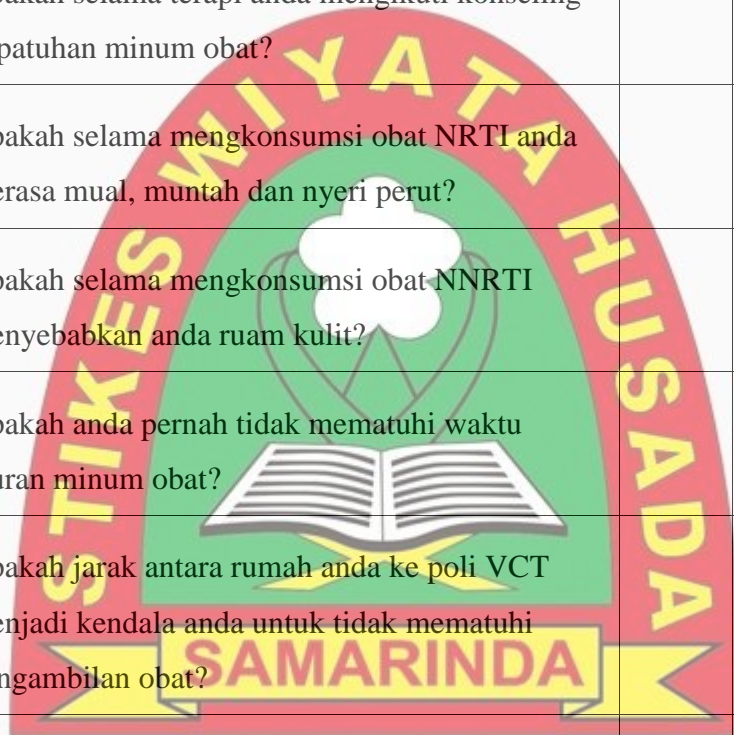 pakah selama terapi anda mengikuti konseling
patuhan minum obat?
pakah selama mengkonsumsi obat NRTI anda
erasa mual, muntah dan nyeri perut?
pakah selama mengkonsumsi obat NNRTI
enyebabkan anda ruam kulit?
pakah anda pernah tidak mematuhi waktu
uran minum obat?
pakah jarak antara rumah anda ke poli VCT
enjadi kendala anda untuk tidak mematuhi
ngambilan obat?
STIKES WIYATA HUSADA
SAMARINDA